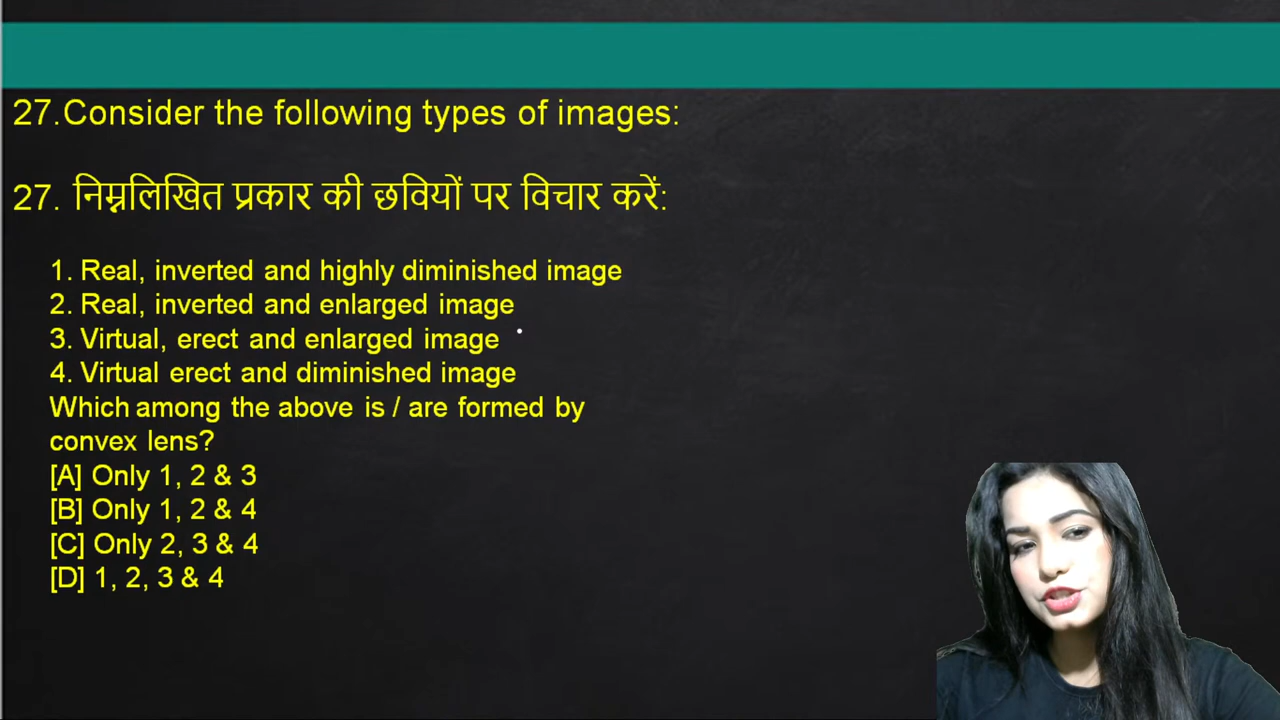 27.Consider the following types of images:
27. निम्नलिखित प्रकार की छवियों पर विचार करें:
1. Real, inverted and highly diminished image
2. Real, inverted and enlarged image
3. Virtual, erect and enlarged image
4. Virtual erect and diminished image
Which among the above is / are formed by
convex lens?
[A] Only 1, 2 & 3
[B] Only 1, 2 & 4
[C] Only 2, 3 & 4
[D] 1, 2, 3 & 4